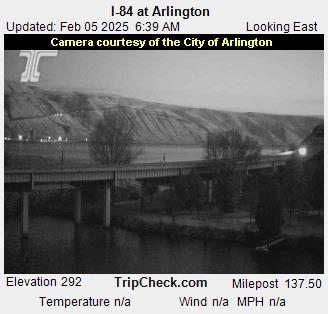 I-84 at Arlington
Updated: Feb 05 2025 6:39 AM Looking East
Camera courtesy of the City of Arlington
Elevation 292 TripCheck.com Milepost 137.50
Temperature n/a Wind n/a MPH n/a